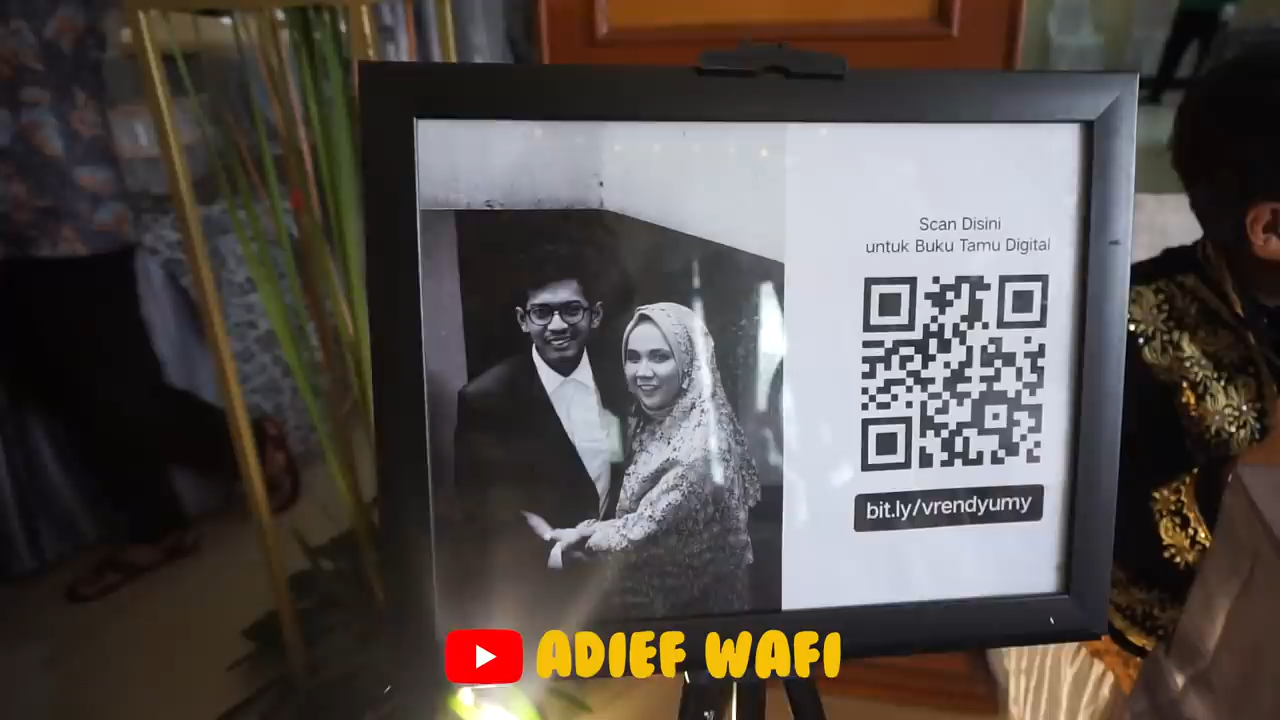 Scan Disini
untuk Buku Tamu Digital
bit.ly/vrendyumy
ADIEF WAFI